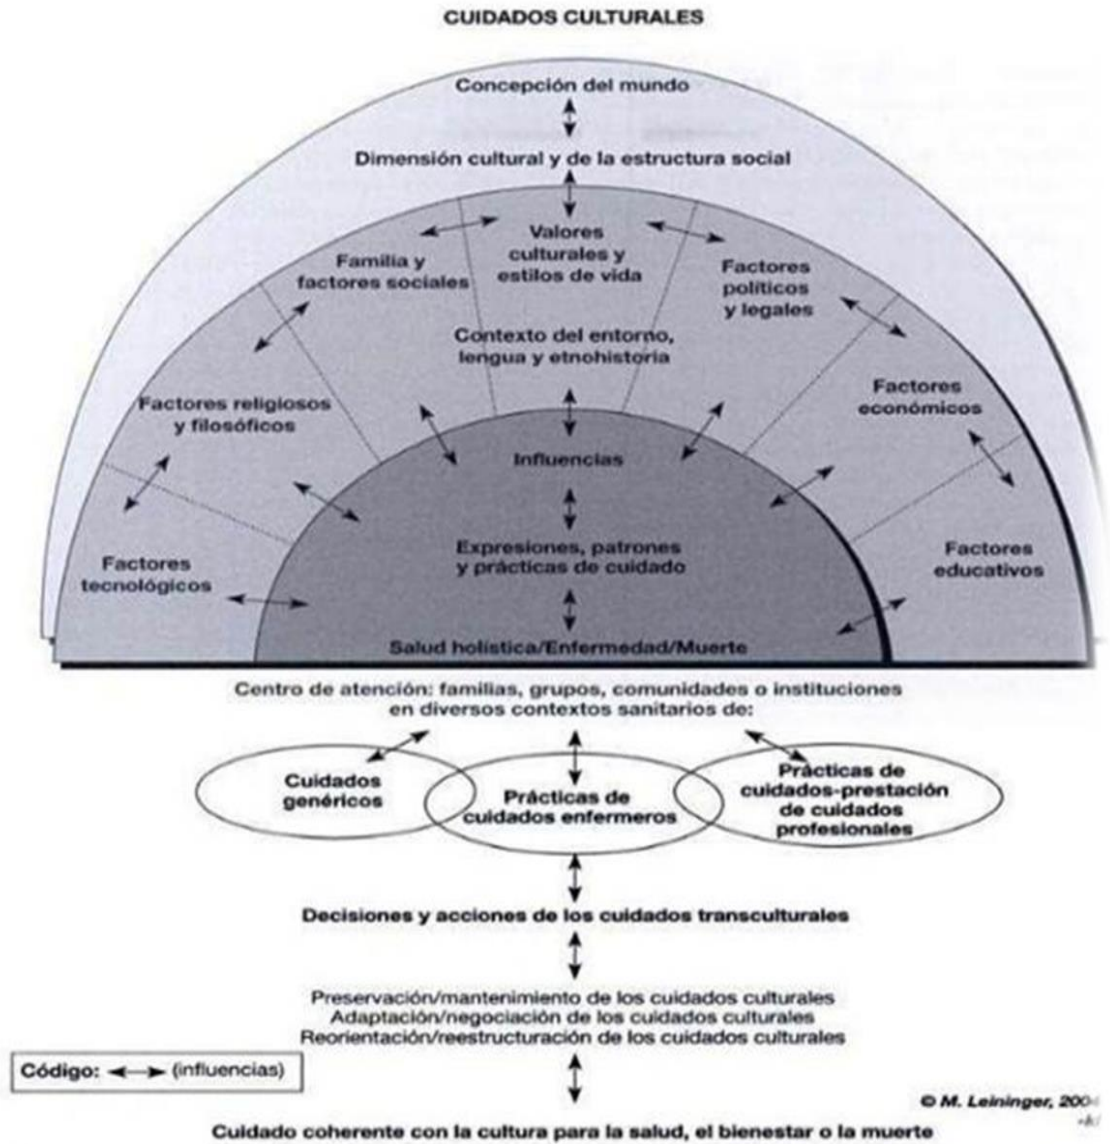 CUIDADOS CULTURALES
Concepción del mundo
Dimensión cultural y de la estructura social
Valores
culturales y
estilos de vida
Familia y
factores sociales
Factores
políticos
y legales
Contexto del entorno,
lengua y etnohistoria
Factores religiosos
y filosóficos
Factores
económicos
Influencias
Expresiones, patrones
y prácticas de cuidado
Factores
tecnológicos
Factores
educativos
Salud holística/Enfermedad/Muerte
Centro de atención: familias, grupos, comunidades o instituciones
en diversos contextos sanitarios de:
Cuidados
genéricos
Prácticas de
cuidados enfermeros
Prácticas de
cuidados-prestación
de cuidados
profesionales
Decisiones y acciones de los cuidados transculturales
Preservación/mantenimiento de los cuidados culturales
Adaptación/negociación de los cuidados culturales
Reorientación/reestructuración de los cuidados culturales
Código: (influencias)
© M. Leininger,
Cuidado coherente con la cultura para la salud, el bienestar o la muerte